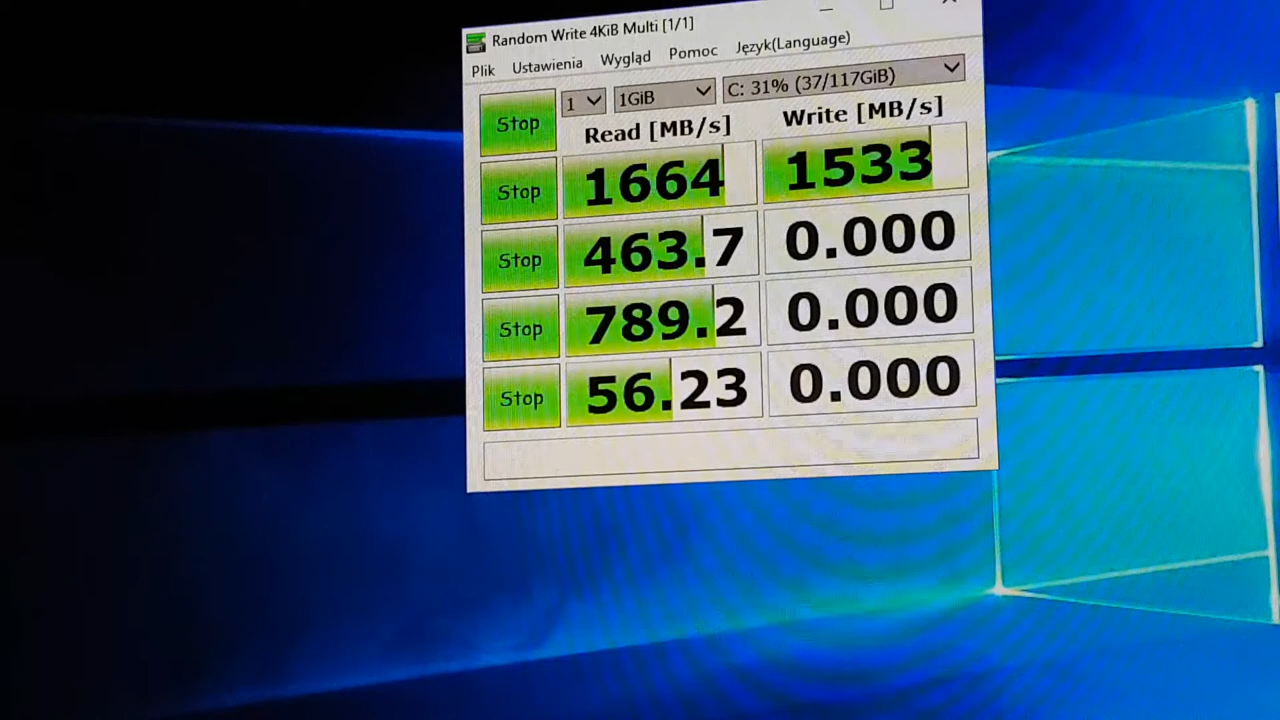 Random Write 4KiB Multi [1/1]
Plik Ustawienia Wygląd Pomoc Język(Language)
Stop 1 1GiB C: 31% (37/117GiB)
Read [MB/s] Write [MB/s]
Stop 1664 1533
Stop 463.7 0.000
Stop 789.2 0.000
Stop 56.23 0.000